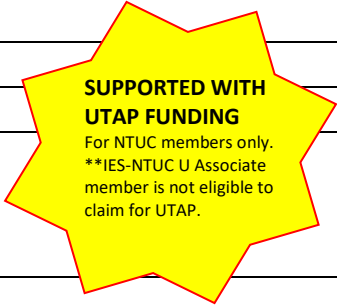 SUPPORTED WITH
UTAP FUNDING
For NTUC members only.
**IES-NTUC U Associate
member is not eligible to
claim for UTAP.